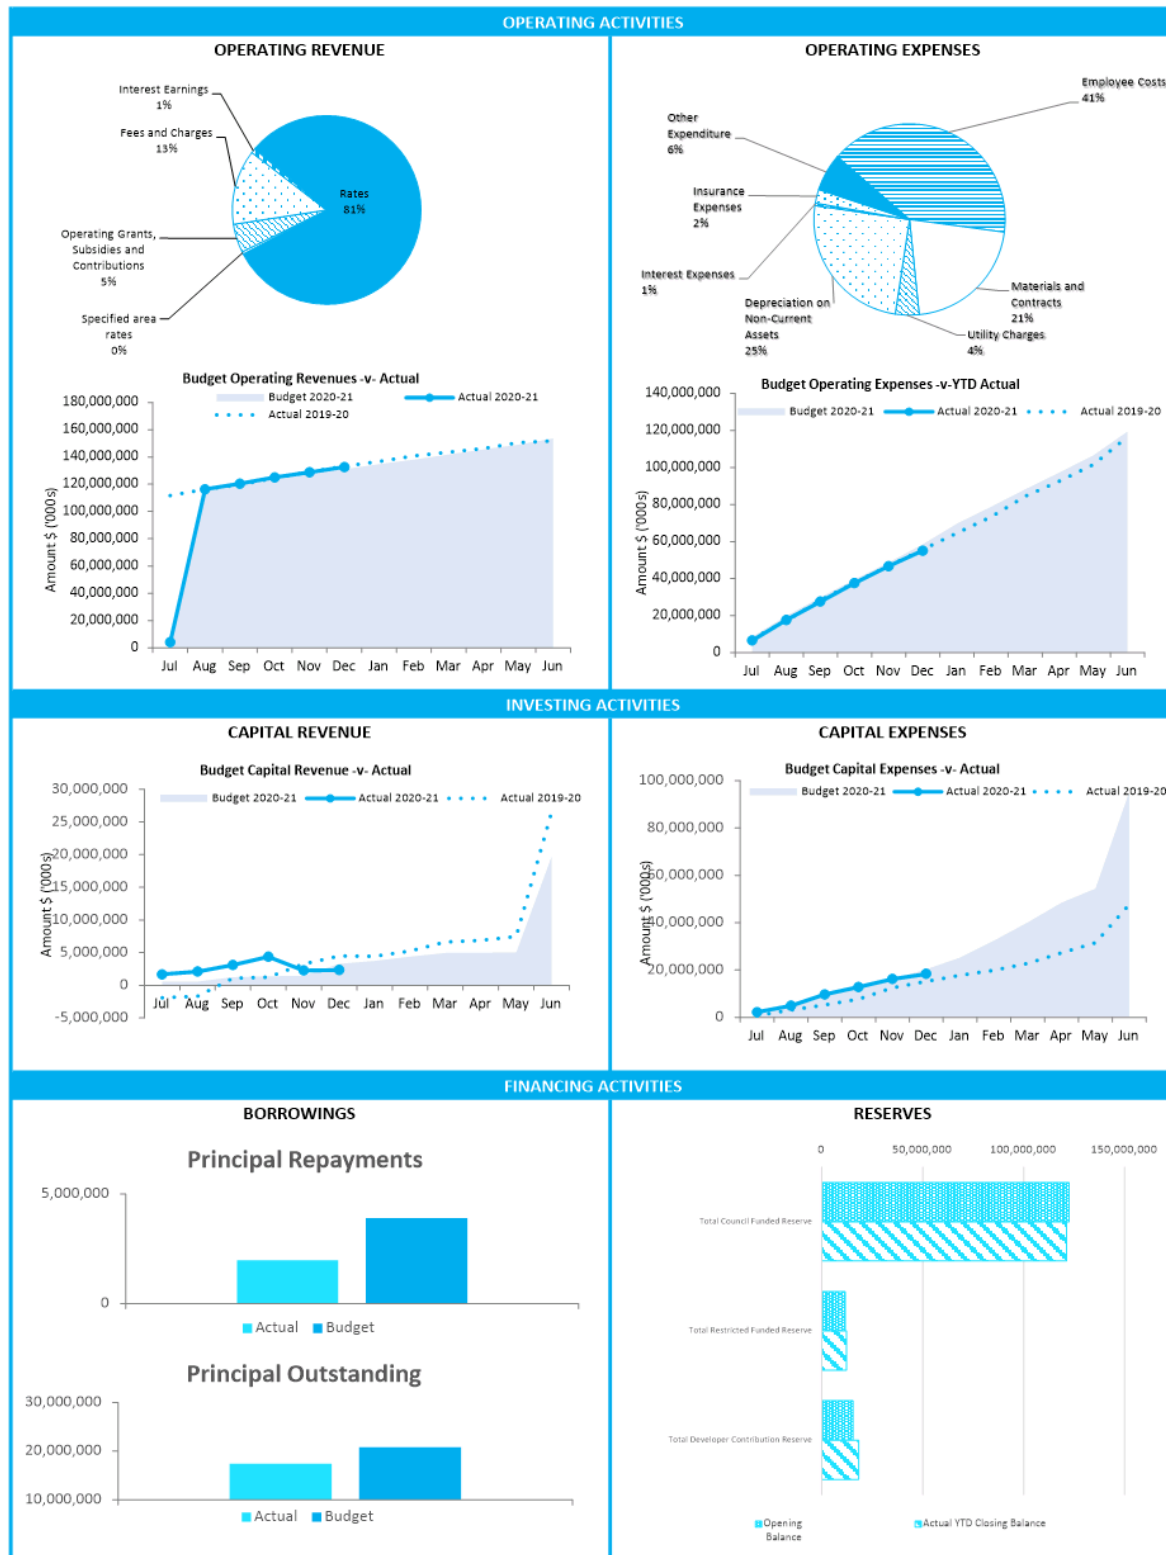 OPERATING ACTIVITIES
OPERATING REVENUE
Interest Earnings
1%
Fees and Charges
13%
Rates
81%
Operating Grants,
Subsidies and
Contributions
5%
Specified area
rates
0%
Budget Operating Revenues -v- Actual
Budget 2020-21
Actual 2020-21
Actual 2019-20
Amount $ ('000s)
180,000,000
160,000,000
140,000,000
120,000,000
100,000,000
80,000,000
60,000,000
40,000,000
20,000,000
0
Jul Aug Sep Oct Nov Dec Jan Feb Mar Apr May Jun
OPERATING EXPENSES
Employee Costs
41%
Other
Expenditure
6%
Insurance
Expenses
2%
Interest Expenses
1%
Depreciation on
Non-Current
Assets
25%
Utility Charges
4%
Materials and
Contracts
21%
Budget Operating Expenses -v-YTD Actual
Budget 2020-21
Actual 2020-21
Actual 2019-20
Amount $ ('000s)
140,000,000
120,000,000
100,000,000
80,000,000
60,000,000
40,000,000
20,000,000
0
Jul Aug Sep Oct Nov Dec Jan Feb Mar Apr May Jun
INVESTING ACTIVITIES
CAPITAL REVENUE
Budget Capital Revenue -v- Actual
Budget 2020-21
Actual 2020-21
Actual 2019-20
Amount $ ('000s)
30,000,000
25,000,000
20,000,000
15,000,000
10,000,000
5,000,000
0
-5,000,000
Jul Aug Sep Oct Nov Dec Jan Feb Mar Apr May Jun
CAPITAL EXPENSES
Budget Capital Expenses -v- Actual
Budget 2020-21
Actual 2020-21
Actual 2019-20
Amount $ ('000s)
100,000,000
80,000,000
60,000,000
40,000,000
20,000,000
0
Jul Aug Sep Oct Nov Dec Jan Feb Mar Apr May Jun
FINANCING ACTIVITIES
BORROWINGS
Principal Repayments
5,000,000
0
Actual Budget
Principal Outstanding
30,000,000
20,000,000
10,000,000
Actual Budget
RESERVES
0 50,000,000 100,000,000 150,000,000
Total Council Funded Reserve
Total Restricted Funded Reserve
Total Developer Contribution Reserve
Opening
Balance
Actual YTD Closing Balance